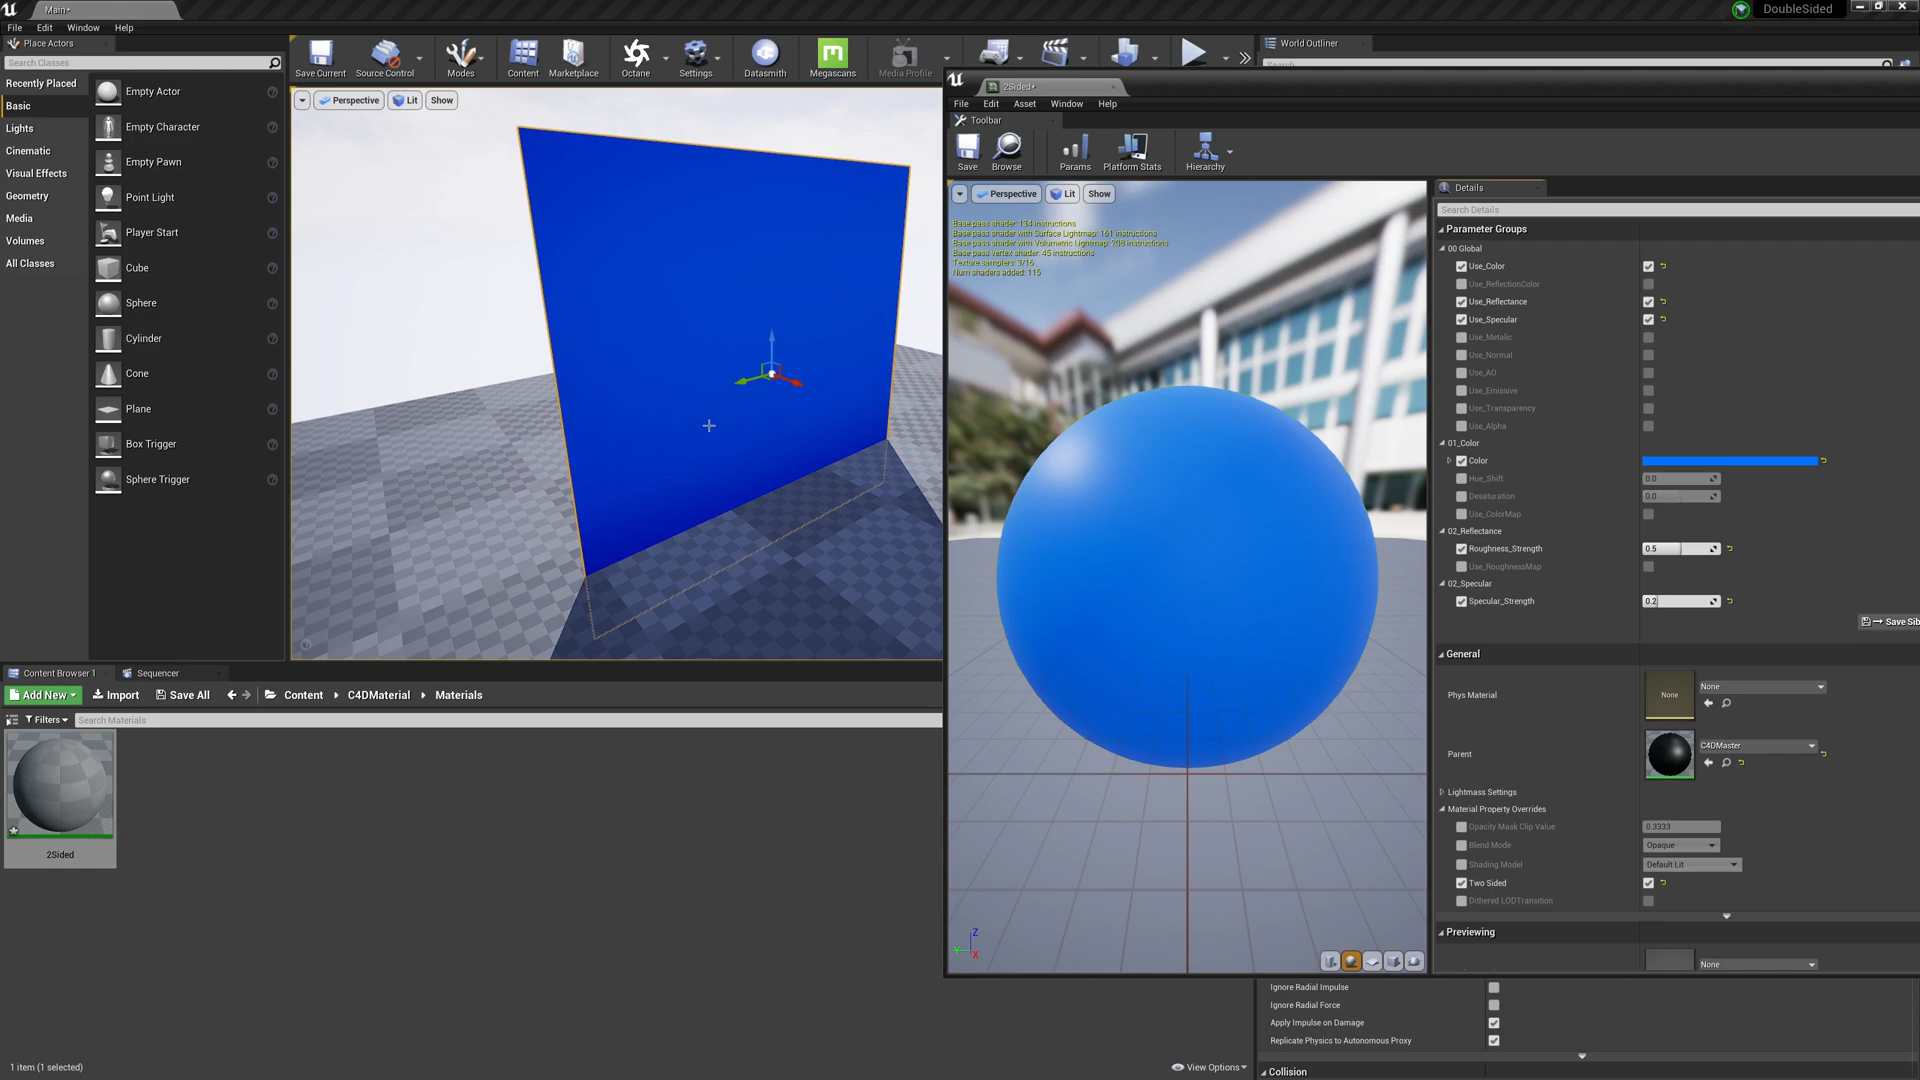 Main*
DoubleSided
File Edit Window Help
Place Actors
Search Classes
Recently Placed
Basic
Lights
Cinematic
Visual Effects
Geometry
Media
Volumes
All Classes
Empty Actor
Empty Character
Empty Pawn
Point Light
Player Start
Cube
Sphere
Cylinder
Cone
Plane
Box Trigger
Sphere Trigger
Save Current Source Control Modes Content Marketplace Octane Settings Datasmith Megascans Media Profile
Perspective Lit Show
World Outliner
Search
2Sided*
File Edit Asset Window Help
Toolbar
Save Browse Params Platform Stats Hierarchy
Perspective Lit Show
Base pass shader: 134 instructions
Base pass shader with Surface Lightmap: 161 instructions
Base pass shader with Volumetric Lightmap: 208 instructions
Base pass vertex shader: 45 instructions
Texture samplers: 3/16
Num shaders added: 115
Z
Y
X
Details
Search Details
Parameter Groups
00 Global
Use_Color
Use_ReflectionColor
Use_Reflectance
Use_Specular
Use_Metalic
Use_Normal
Use_AO
Use_Emissive
Use_Transparency
Use_Alpha
01_Color
Color
Hue_Shift 0.0
Desaturation 0.0
Use_ColorMap
02_Reflectance
Roughness_Strength 0.5
Use_RoughnessMap
02_Specular
Specular_Strength 0.2
Save Sib
General
Phys Material None None
Parent C4DMaster
Lightmass Settings
Material Property Overrides
Opacity Mask Clip Value 0.3333
Blend Mode Opaque
Shading Model Default Lit
Two Sided
Dithered LODTransition
Previewing
None
Content Browser 1 Sequencer
Add New Import Save All Content C4DMaterial Materials
Filters Search Materials
2Sided
1 item (1 selected)
View Options
Ignore Radial Impulse
Ignore Radial Force
Apply Impulse on Damage
Replicate Physics to Autonomous Proxy
Collision